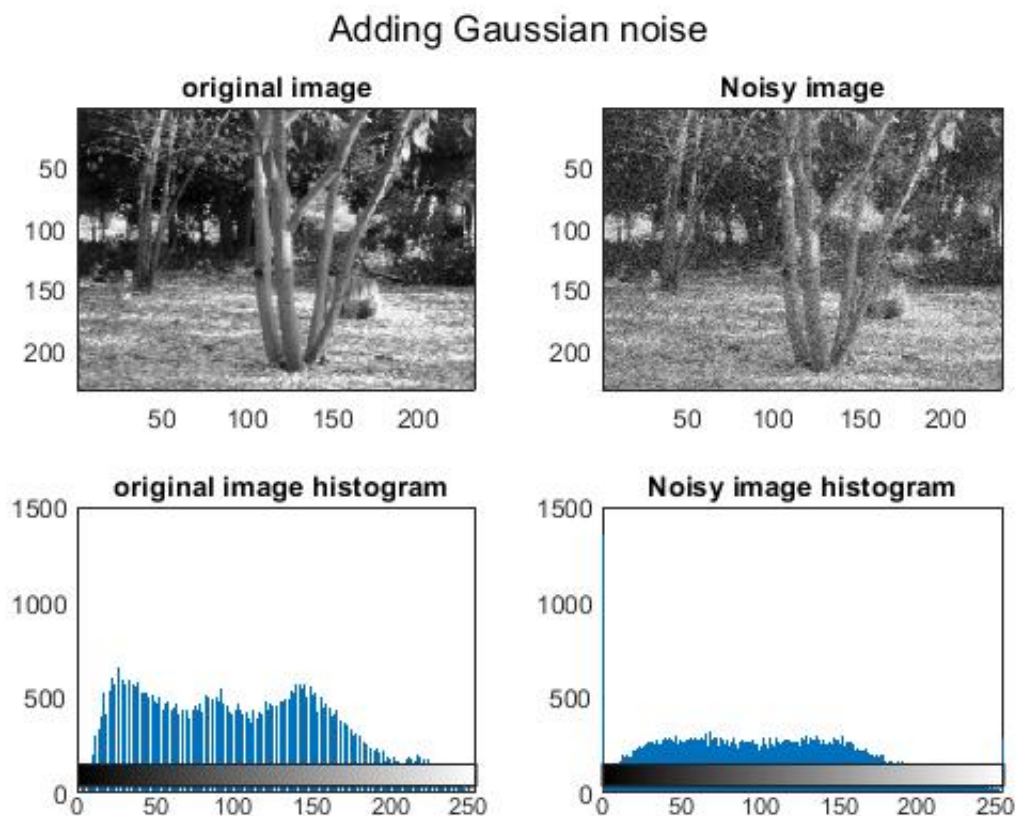 Adding Gaussian noise
original image
50
100
150
200
50 100 150 200
Noisy image
50
100
150
200
50 100 150 200
original image histogram
1500
1000
500
0
0 50 100 150 200 250
Noisy image histogram
1500
1000
500
0
0 50 100 150 200 250